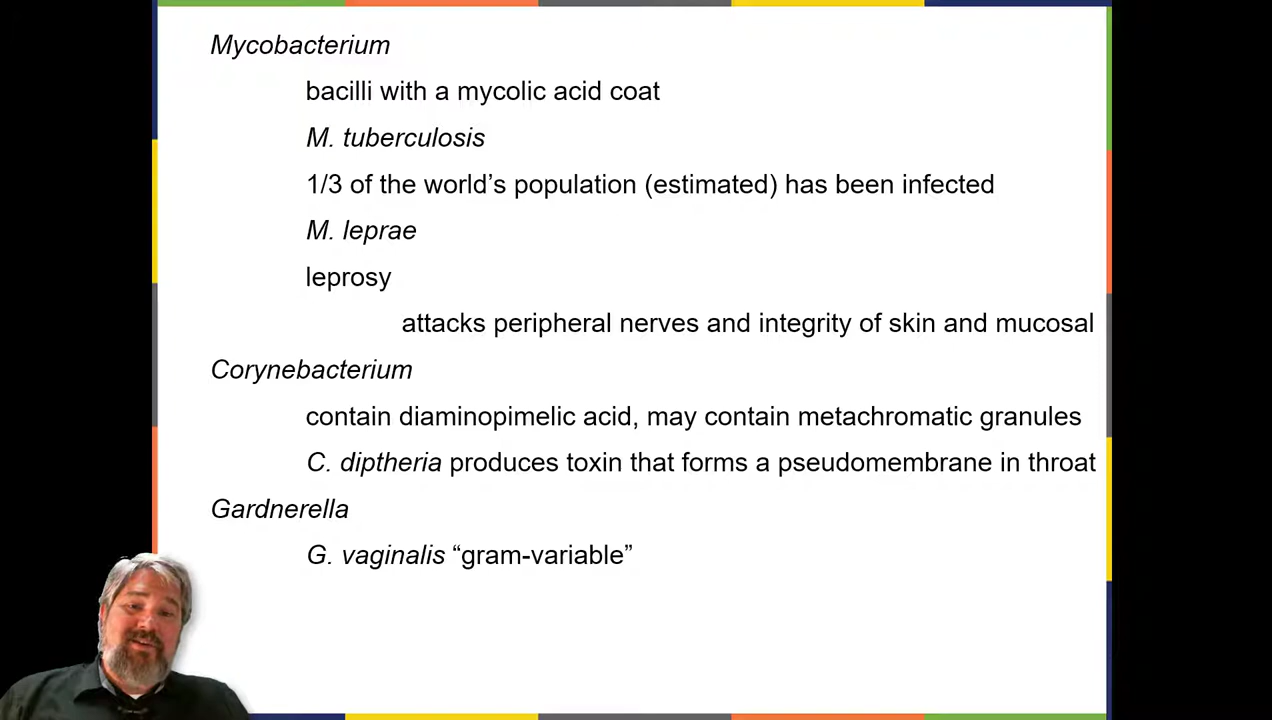 Mycobacterium
bacilli with a mycolic acid coat
M. tuberculosis
1/3 of the world’s population (estimated) has been infected
M. leprae
leprosy
attacks peripheral nerves and integrity of skin and mucosal
Corynebacterium
contain diaminopimelic acid, may contain metachromatic granules
C. diptheria produces toxin that forms a pseudomembrane in throat
Gardnerella
G. vaginalis “gram-variable”